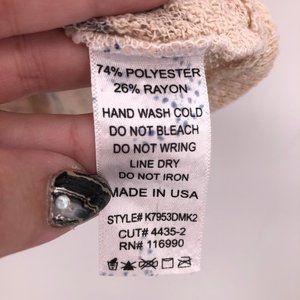 74% POLYESTER
26% RAYON
HAND WASH COLD
DO NOT BLEACH
DO NOT WRING
LINE DRY
DO NOT IRON
MADE IN USA
STYLE# K7953DMK2
CUT# 4435-2
RN# 116990